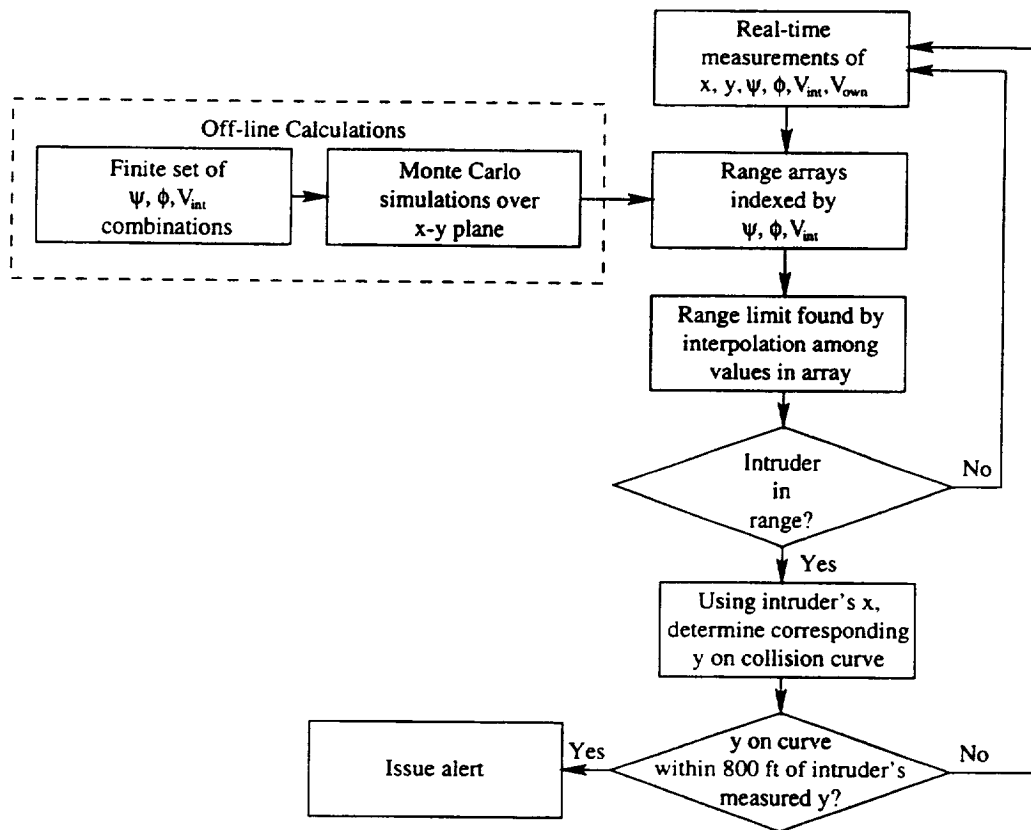 Real-time
measurements of
x, y, ψ, ϕ, V_int, V_own
Off-line Calculations
Finite set of
ψ, ϕ, V_int
combinations
Monte Carlo
simulations over
x-y plane
Range arrays
indexed by
ψ, ϕ, V_int
Range limit found by
interpolation among
values in array
Intruder
in
range?
No
Yes
Using intruder's x,
determine corresponding
y on collision curve
y on curve
within 800 ft of intruder's
measured y?
No
Yes
Issue alert